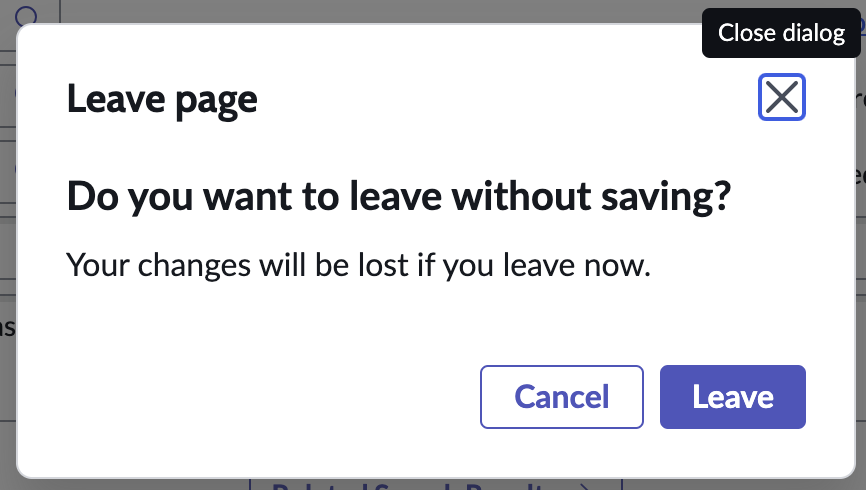 Close dialog
Leave page
Do you want to leave without saving?
Your changes will be lost if you leave now.
Cancel
Leave